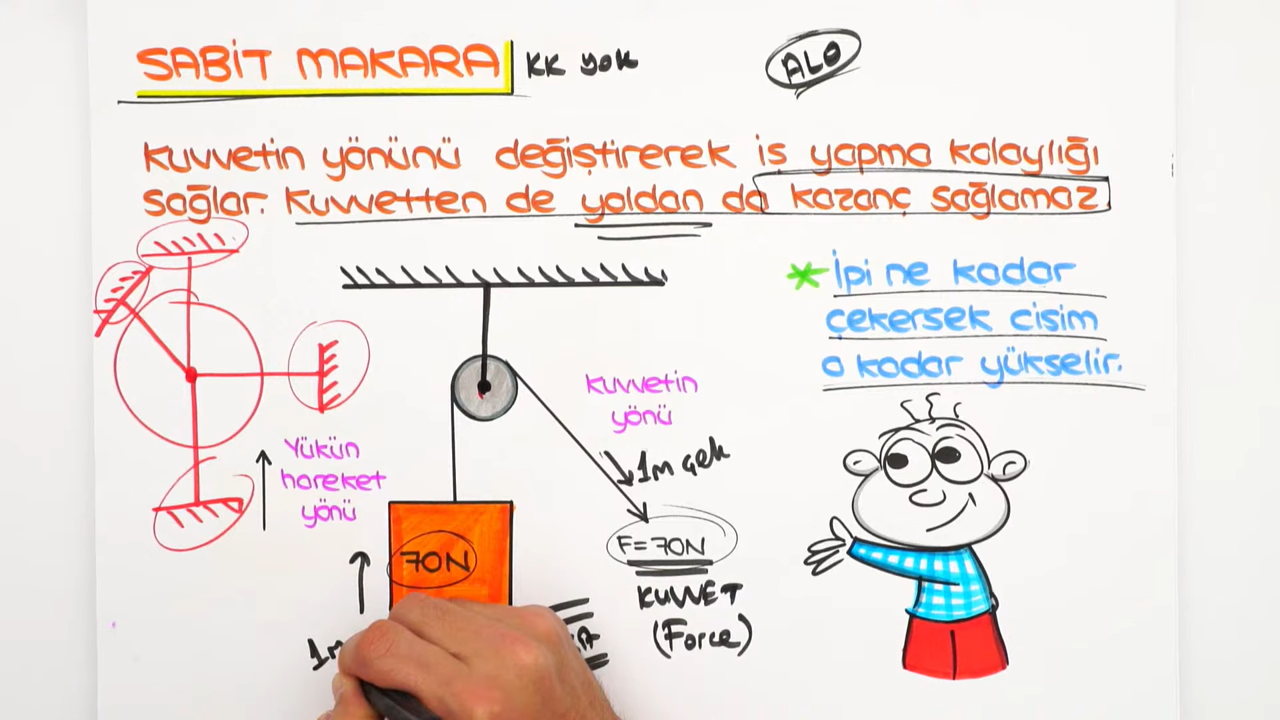 SABİT MAKARA
KK yok
ALO
Kuvvetin yönünü değiştirerek iş yapma kolaylığı
sağlar. Kuvvetten de yoldan da kazanç sağlamaz
* İpi ne kadar
çekersek cisim
o kadar yükselir.
kuvvetin
yönü
1m çek
Yükün
hareket
yönü
70N
F=70N
KUVVET
(Force)
1m